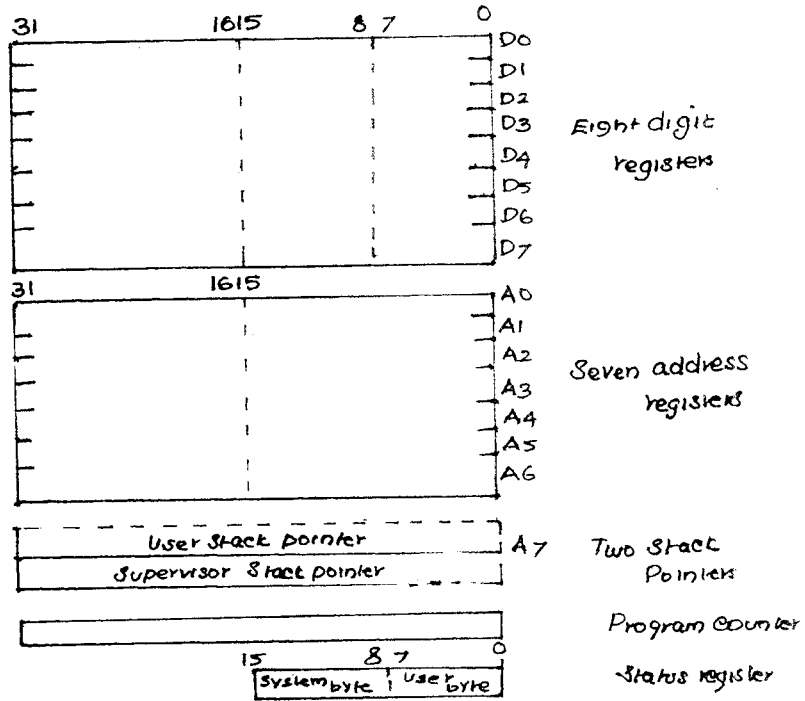 31 1615 8 7 0
D0
D1
D2
D3
D4
D5
D6
D7
Eight digit
registers
31 1615
A0
A1
A2
A3
A4
A5
A6
Seven address
registers
User Stack pointer
Supervisor Stack pointer
A7
Two Stack
Pointers
Program Counter
15 8 7 0
System byte User byte
Status register